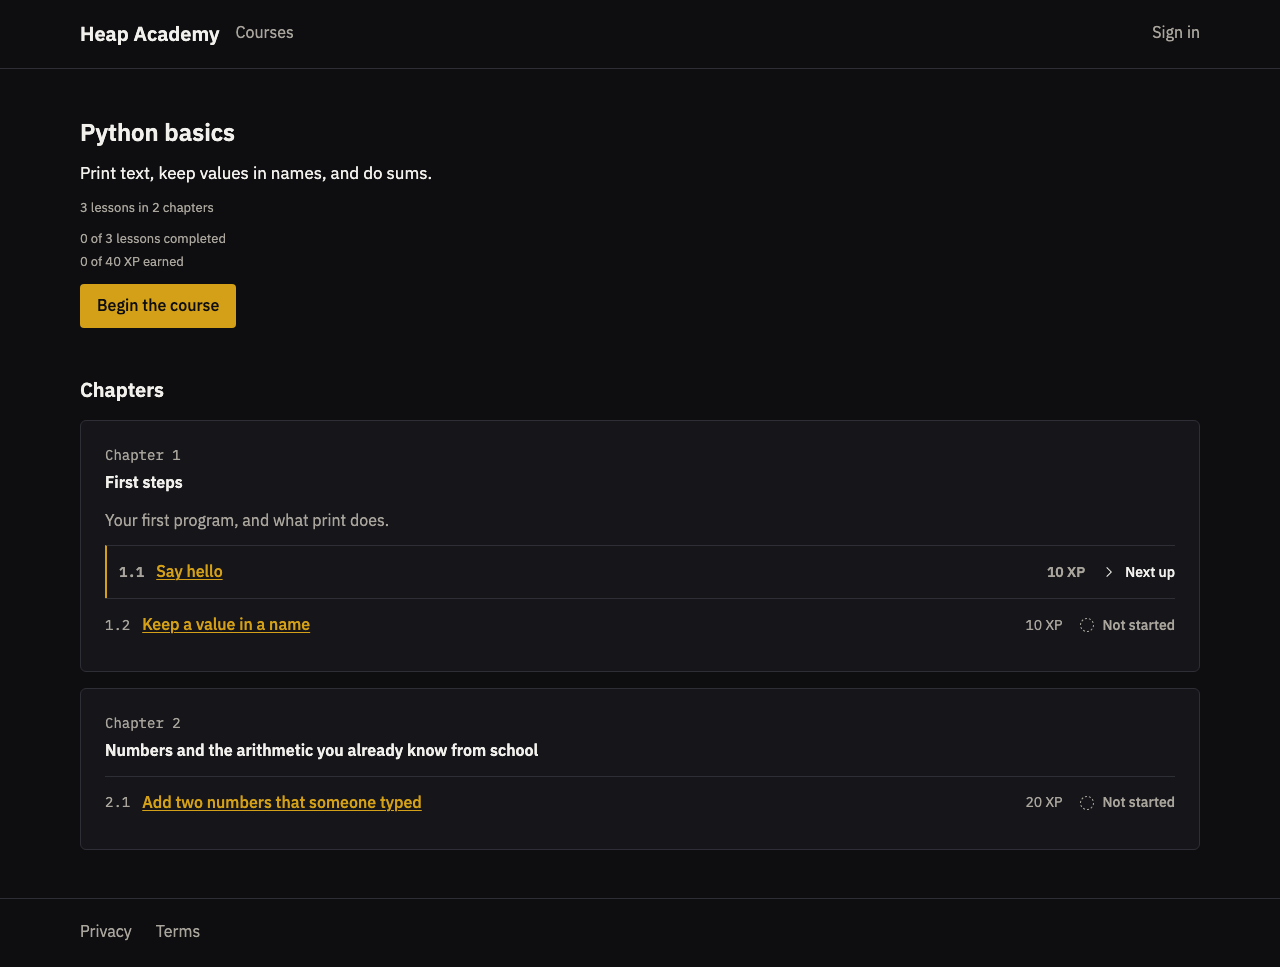 Heap Academy Courses Sign in
Python basics
Print text, keep values in names, and do sums.
3 lessons in 2 chapters
0 of 3 lessons completed
0 of 40 XP earned
Begin the course
Chapters
Chapter 1
First steps
Your first program, and what print does.
1.1 Say hello 10 XP Next up
1.2 Keep a value in a name 10 XP Not started
Chapter 2
Numbers and the arithmetic you already know from school
2.1 Add two numbers that someone typed 20 XP Not started
Privacy Terms